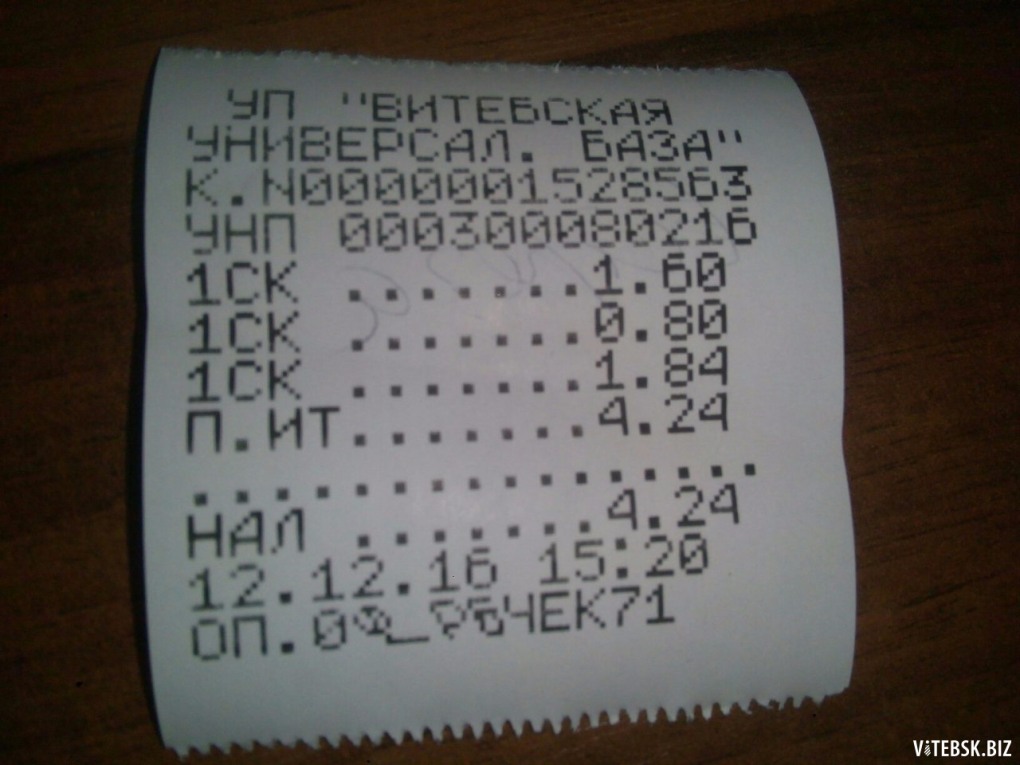 УП "ВИТЕБСКАЯ
УНИВЕРСАЛ. БАЗА"
К.N0000001528563
УНП 000300080216
1СК .......1.60
1СК .......0.80
1СК .......1.84
П.ИТ.......4.24
...............
НАЛ .......4.24
12.12.16 15:20
ОП. ЧЕК71
ViTEBSK.BIZ